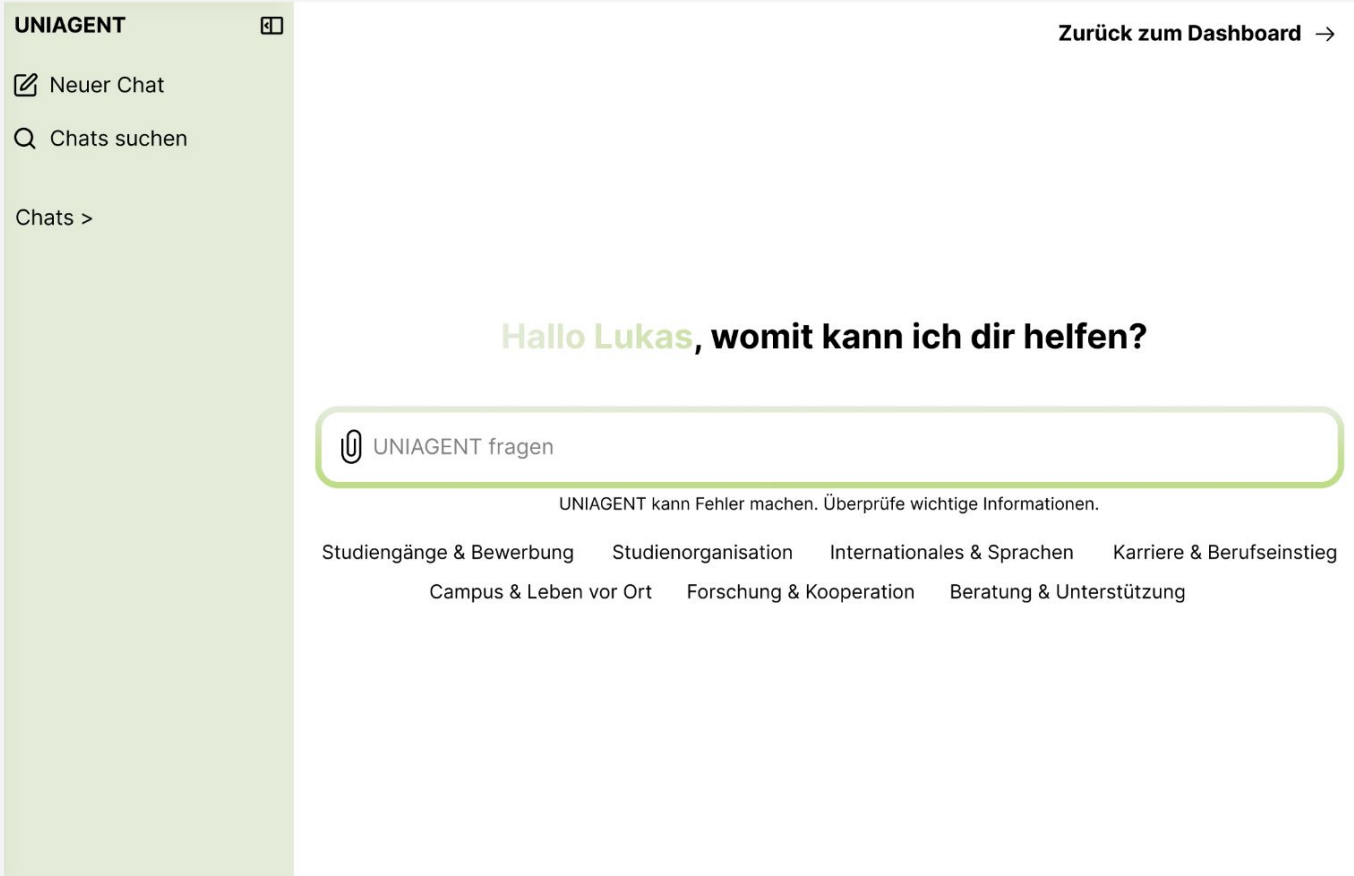 UNIAGENT
Zurück zum Dashboard →
Neuer Chat
Chats suchen
Chats >
Hallo Lukas, womit kann ich dir helfen?
UNIAGENT fragen
UNIAGENT kann Fehler machen. Überprüfe wichtige Informationen.
Studiengänge & Bewerbung Studienorganisation Internationales & Sprachen Karriere & Berufseinstieg
Campus & Leben vor Ort Forschung & Kooperation Beratung & Unterstützung